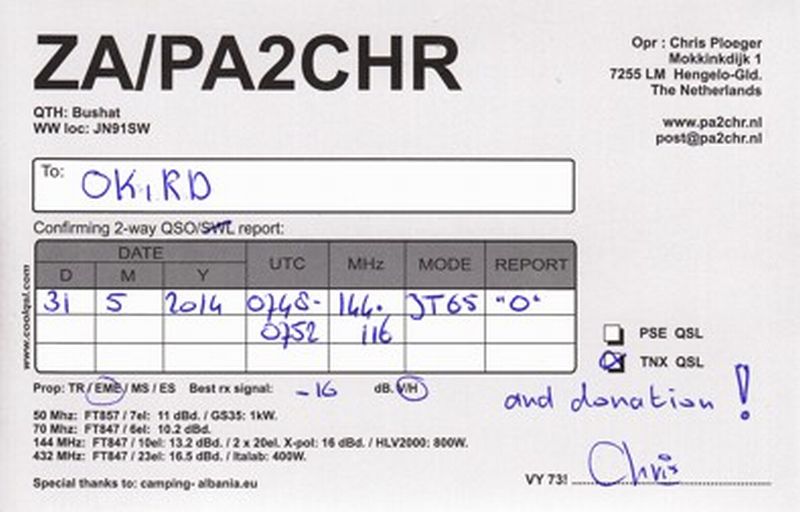 ZA/PA2CHR
Opr : Chris Ploeger
Mokkinkdijk 1
7255 LM Hengelo-Gld.
The Netherlands
www.pa2chr.nl
post@pa2chr.nl
QTH: Bushat
WW loc: JN91SW
To: OK1RD
Confirming 2-way QSO/SWL report:
DATE UTC MHz MODE REPORT
D M Y
31 5 2014 0748- 144. JT65 "O"
0752 116
www.coolqsl.com
PSE QSL
TNX QSL
and donation !
Prop: TR / EME / MS / ES Best rx signal: -16 dB. V/H
50 Mhz: FT857 / 7el: 11 dBd. / GS35: 1kW.
70 Mhz: FT847 / 6el: 10.2 dBd.
144 MHz: FT847 / 10el: 13.2 dBd. / 2 x 20el. X-pol: 16 dBd. / HLV2000: 800W.
432 MHz: FT847 / 23el: 16.5 dBd. / Italab: 400W.
Special thanks to: camping- albania.eu
VY 73! Chris